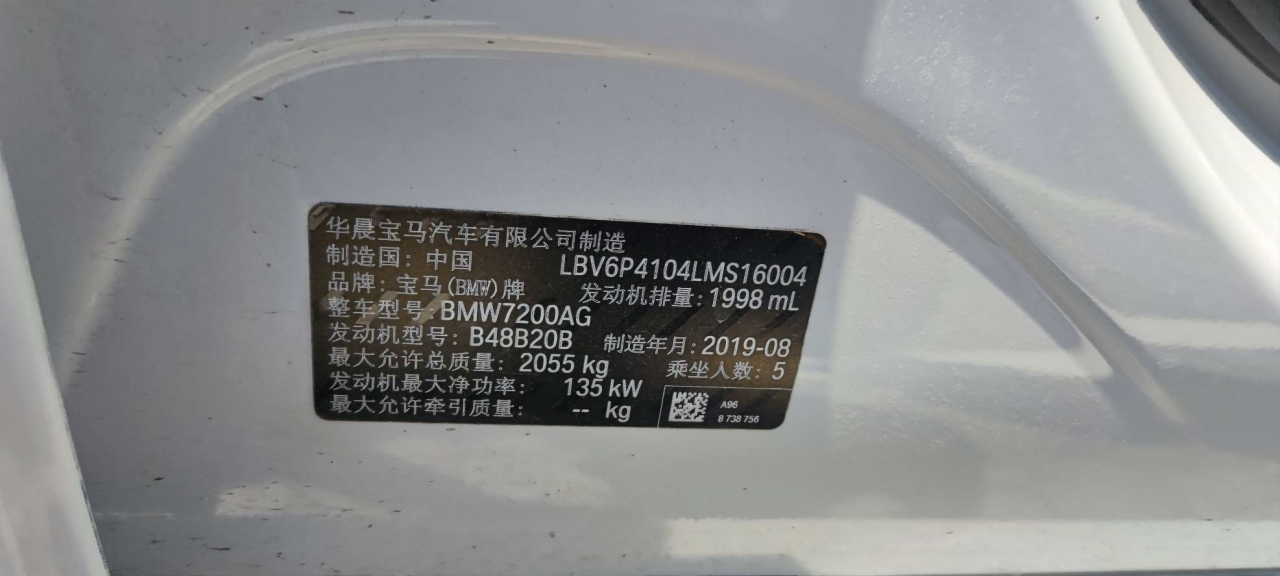 华晨宝马汽车有限公司制造
制造国: 中国 LBV6P4104LMS16004
品牌: 宝马(BMW)牌 发动机排量: 1998 mL
整车型号: BMW7200AG
发动机型号: B48B20B 制造年月: 2019-08
最大允许总质量: 2055 kg 乘坐人数: 5
发动机最大净功率: 135 kW
最大允许牵引质量: -- kg
A96
8 738 756